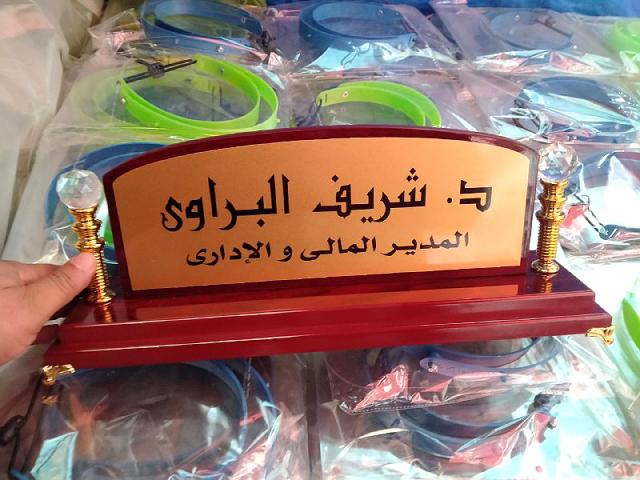 د. شريف البراوى
المدير المالى و الإدارى